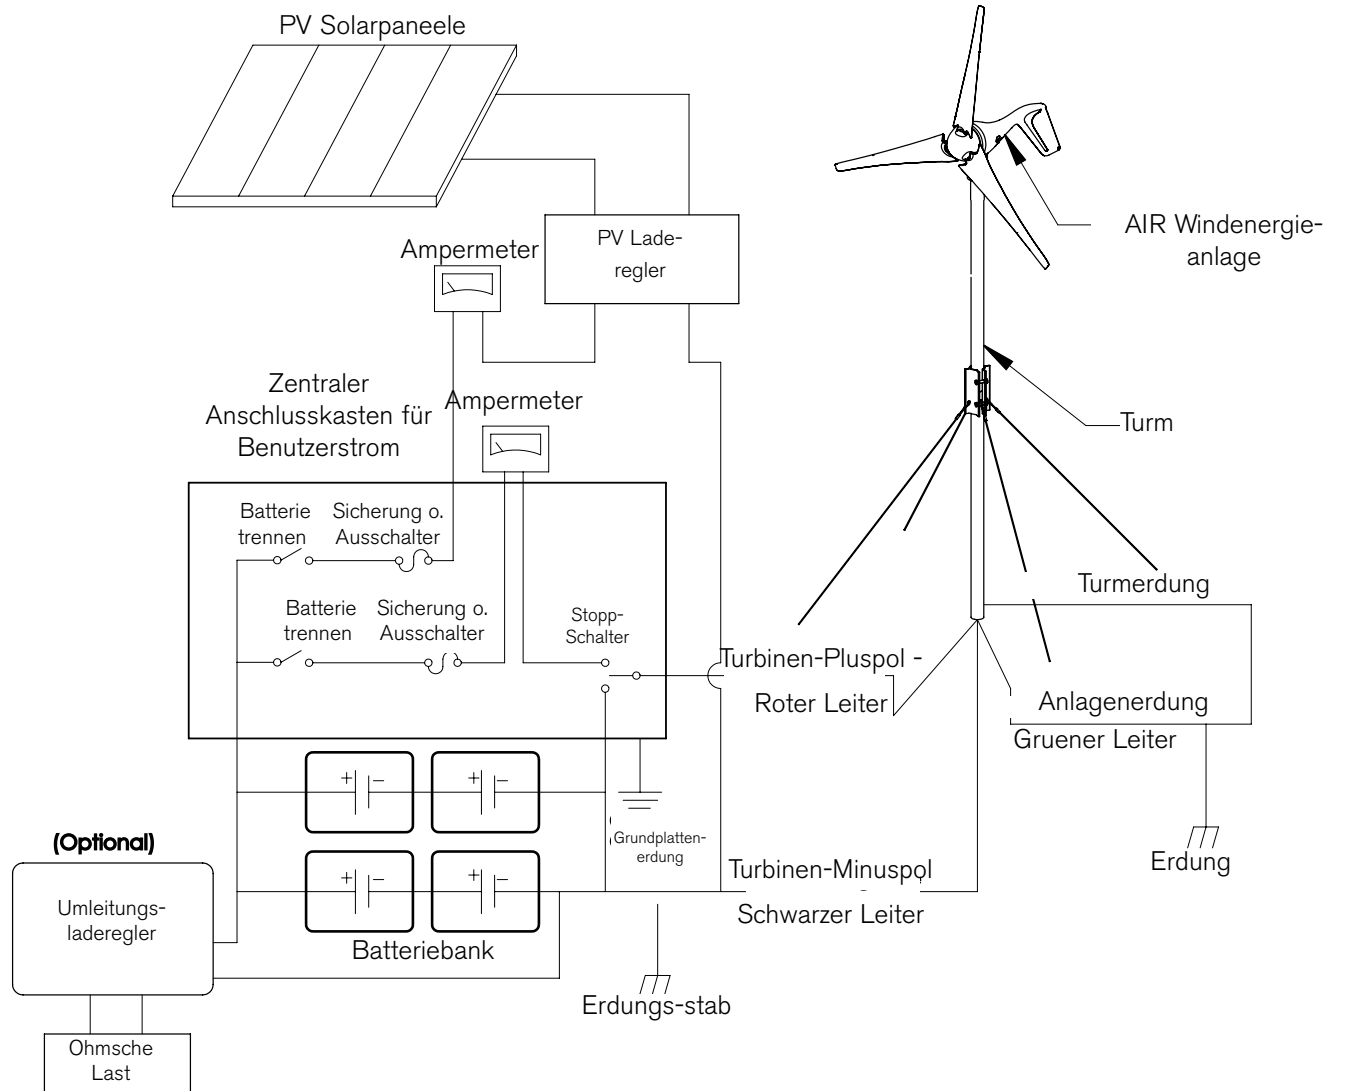 PV Solarpaneele
AIR Windenergie-
anlage
PV Lade-
regler
Ampermeter
Zentraler
Anschlusskasten für
Benutzerstrom
Ampermeter
Turm
Batterie
trennen
Sicherung o.
Ausschalter
Batterie
trennen
Sicherung o.
Ausschalter
Stopp-
Schalter
Turmerdung
Turbinen-Pluspol -
Roter Leiter
Anlagenerdung
Gruener Leiter
+ -
+ -
Grundplatten-
erdung
Erdung
(Optional)
Umleitungs-
laderegler
+ -
+ -
Turbinen-Minuspol
Schwarzer Leiter
Batteriebank
Erdungs-stab
Ohmsche
Last